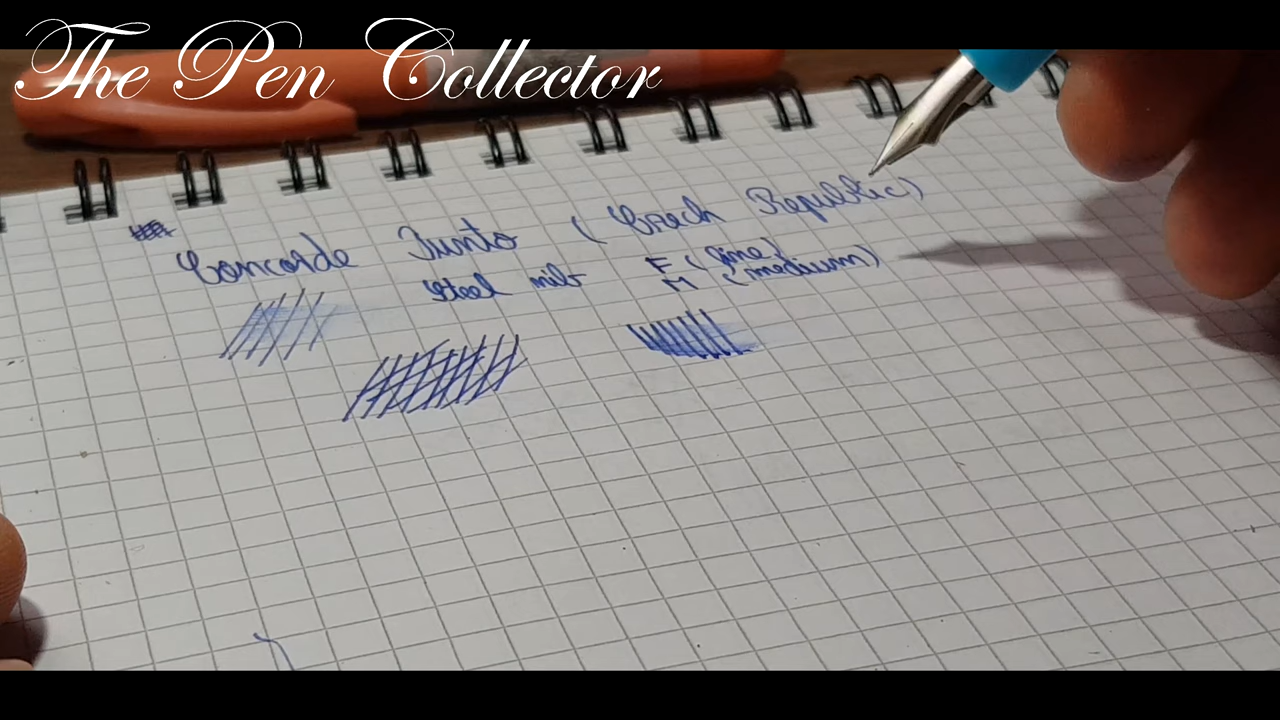 The Pen Collector
Concorde Junto (Czech Republic)
Steel nib F (fine)
M (medium)